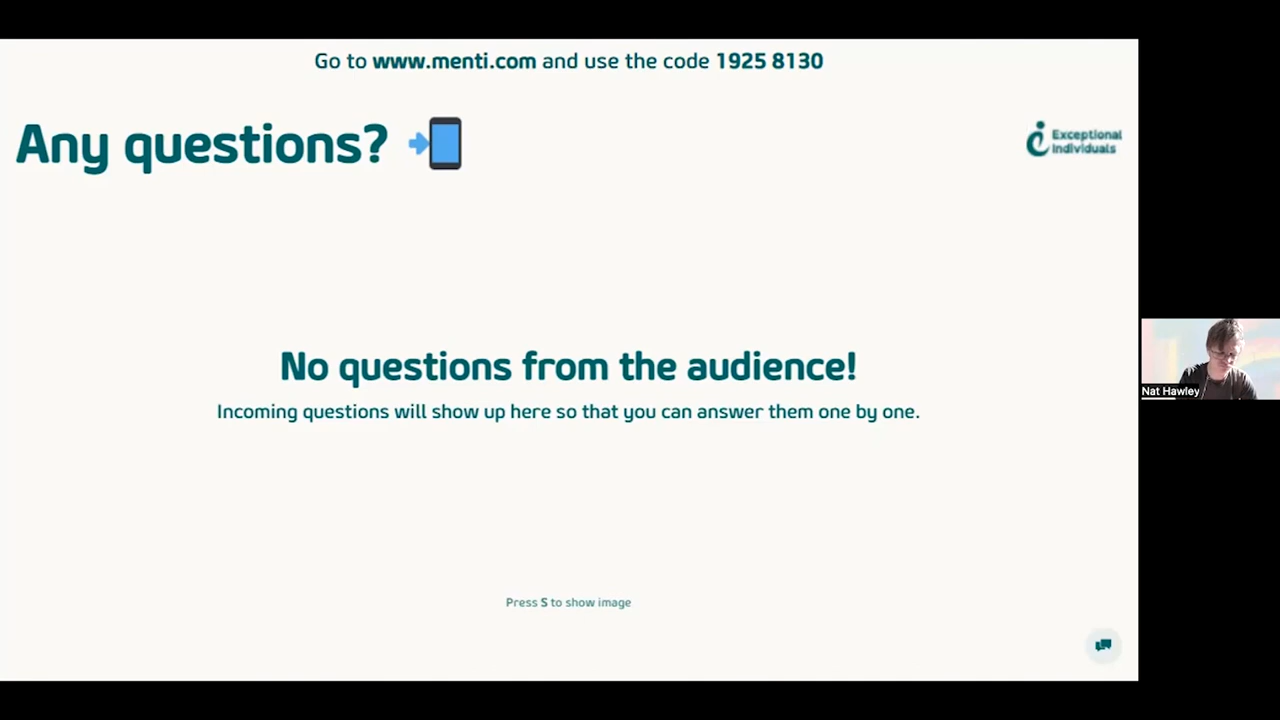 Go to www.menti.com and use the code 1925 8130
Any questions?
Exceptional
Individuals
No questions from the audience!
Incoming questions will show up here so that you can answer them one by one.
Nat Hawley
Press S to show image